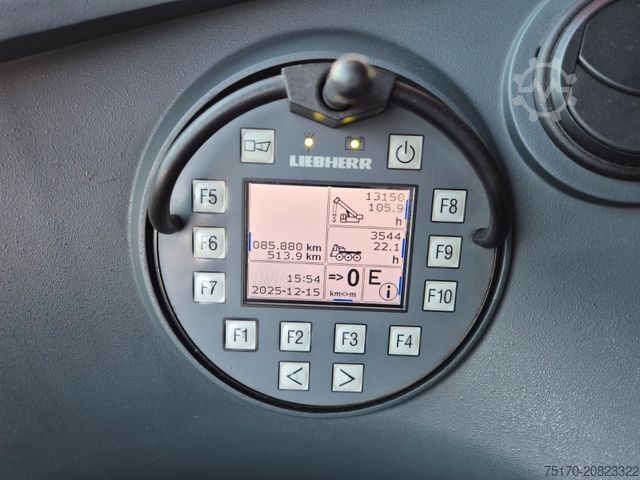 LIEBHERR
F5
F6
F7
F8
F9
F10
13150
105.9
h
085.880 km
513.9 km
3544
22.1
h
15:54
2025-12-15
=> 0
km<>m
E
i
F1
F2
F3
F4
< >
75170-20823322